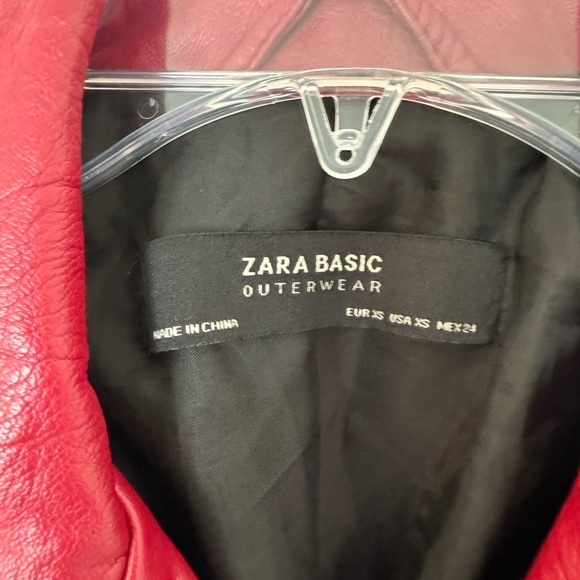 ZARA BASIC
OUTERWEAR
EUR XS USA XS MEX 24
MADE IN CHINA